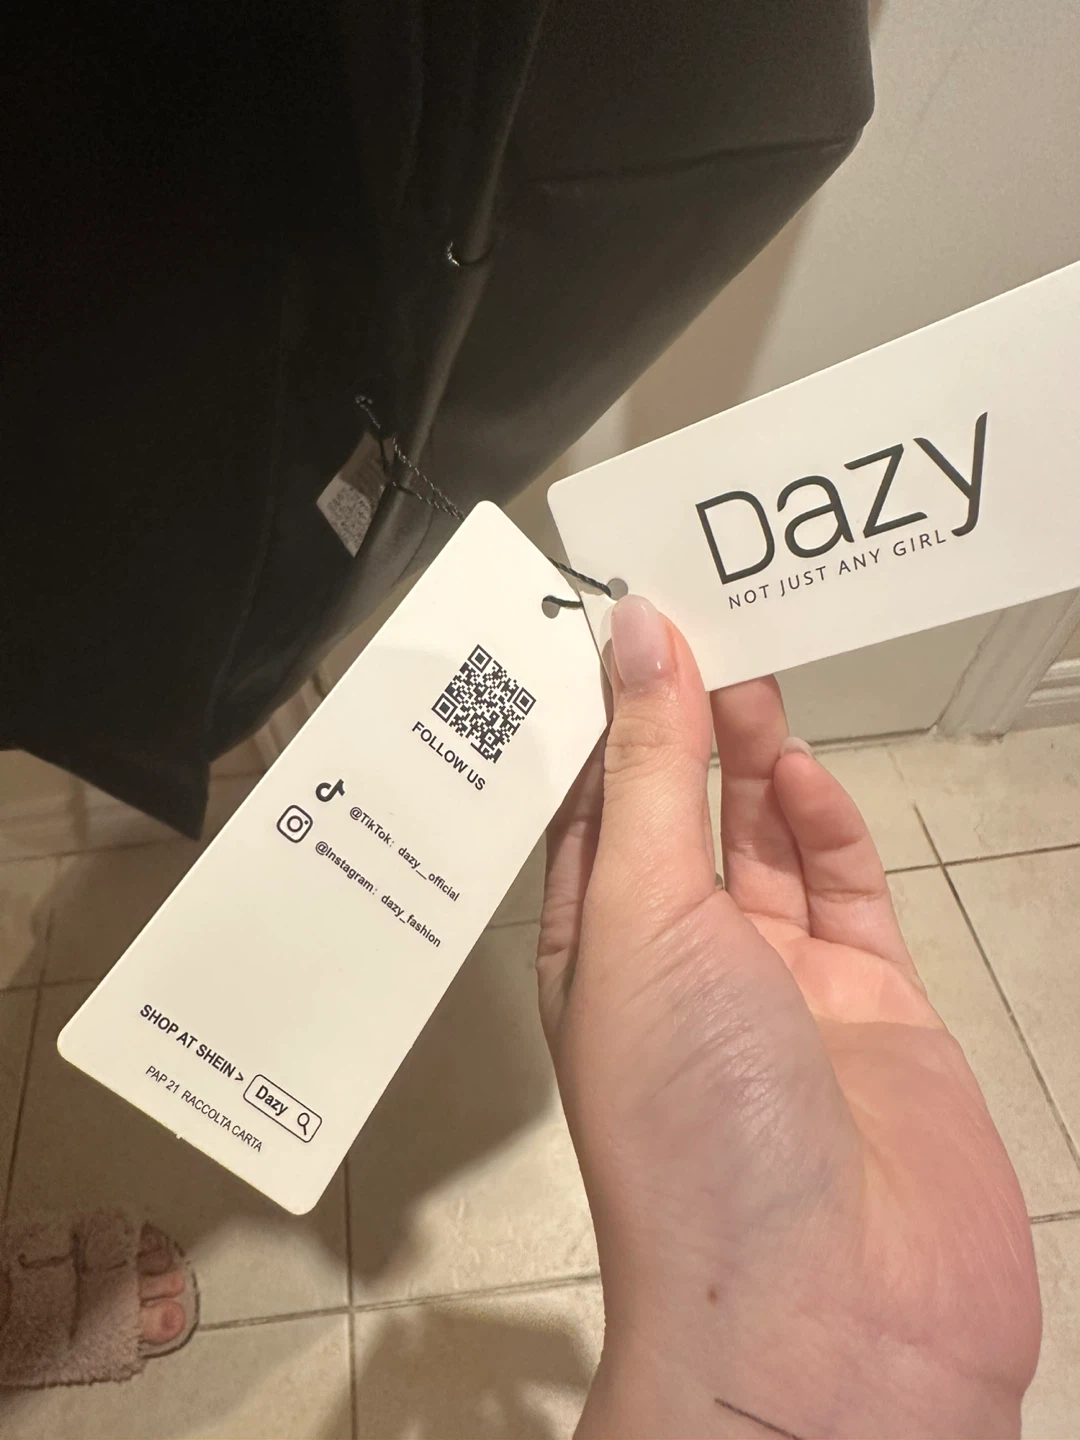 Dazy
NOT JUST ANY GIRL
FOLLOW US
@TikTok: dazy__official
@Instagram: dazy_fashion
SHOP AT SHEIN > Dazy
PAP 21 RACCOLTA CARTA